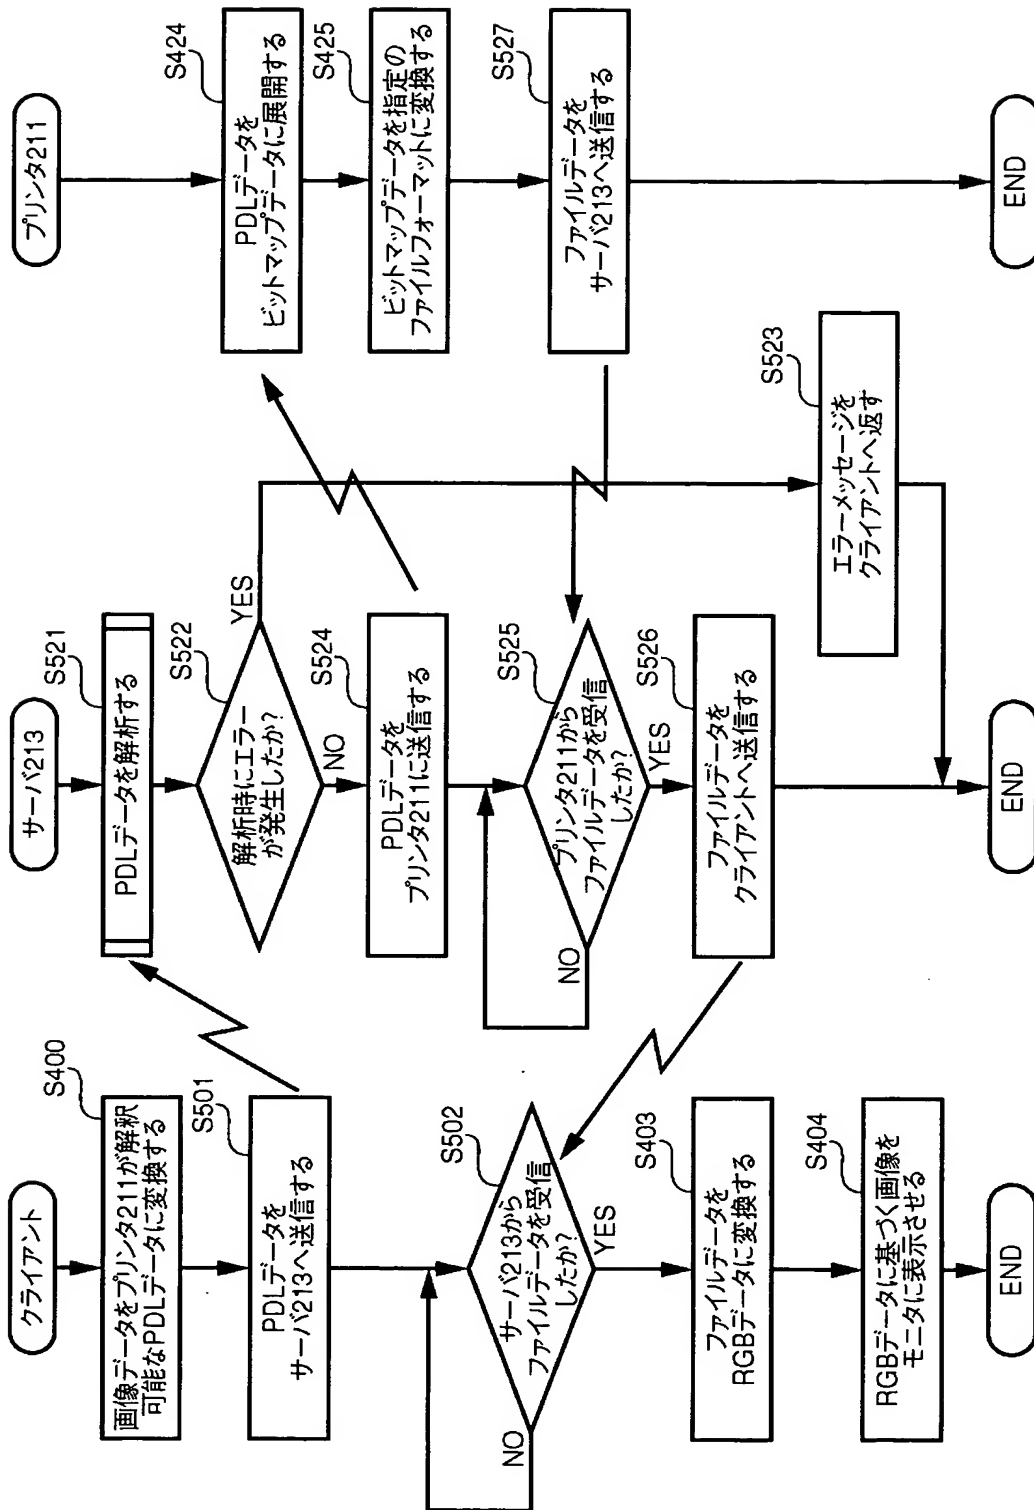 クライアント
S400
画像データをプリンタ211が解釈
可能なPDLデータに変換する
S501
PDLデータを
サーバ213へ送信する
S502
サーバ213から
ファイルデータを受信
したか?
NO
YES
S403
ファイルデータを
RGBデータに変換する
S404
RGBデータに基づく画像を
モニタに表示させる
END
サーバ213
S521
PDLデータを解析する
S522
解析時にエラー
が発生したか?
YES
NO
S524
PDLデータを
プリンタ211に送信する
S525
プリンタ211から
ファイルデータを受信
したか?
NO
YES
S526
ファイルデータを
クライアントへ送信する
S523
エラーメッセージを
クライアントへ返す
END
プリンタ211
S424
PDLデータを
ビットマップデータに展開する
S425
ビットマップデータを指定の
ファイルフォーマットに変換する
S527
ファイルデータを
サーバ213へ送信する
END